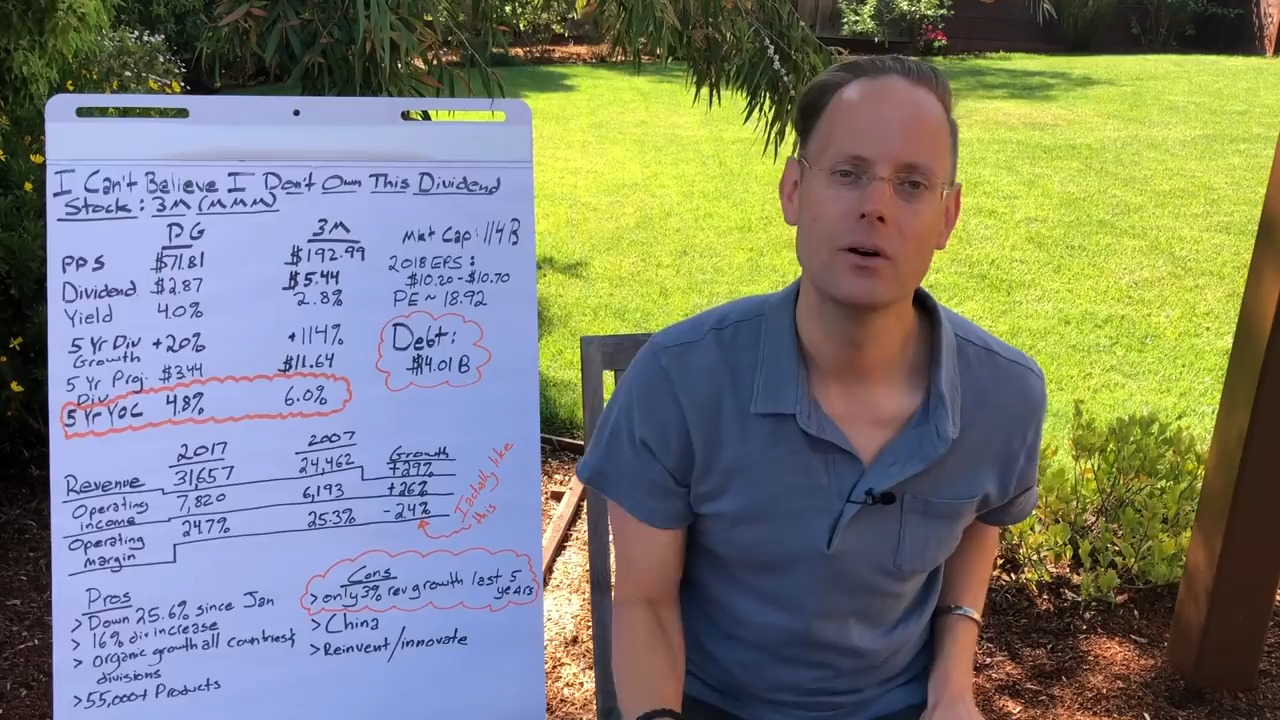 I Can't Believe I Don't Own This Dividend
Stock: 3M (MMM)
PG 3M
PPS $71.81 $192.99
Dividend $2.87 $5.44
Yield 4.0% 2.8%
5 Yr Div Growth +20% +114%
5 Yr Proj. Div $3.44 $11.64
5 Yr YoC 4.8% 6.0%
Mkt Cap: 114B
2018 EPS:
$10.20-$10.70
PE ~ 18.92
Debt:
$14.01B
2017 2007 Growth
Revenue 31,657 24,462 +29%
Operating income 7,820 6,193 +26%
Operating margin 24.7% 25.3% -2.4%
I actually like this
Pros
> Down 25.6% since Jan
> 16% div increase
> organic growth all countries &
divisions
> 55,000+ Products
Cons
> only 3% rev growth last 5
years
> China
> Reinvent/innovate